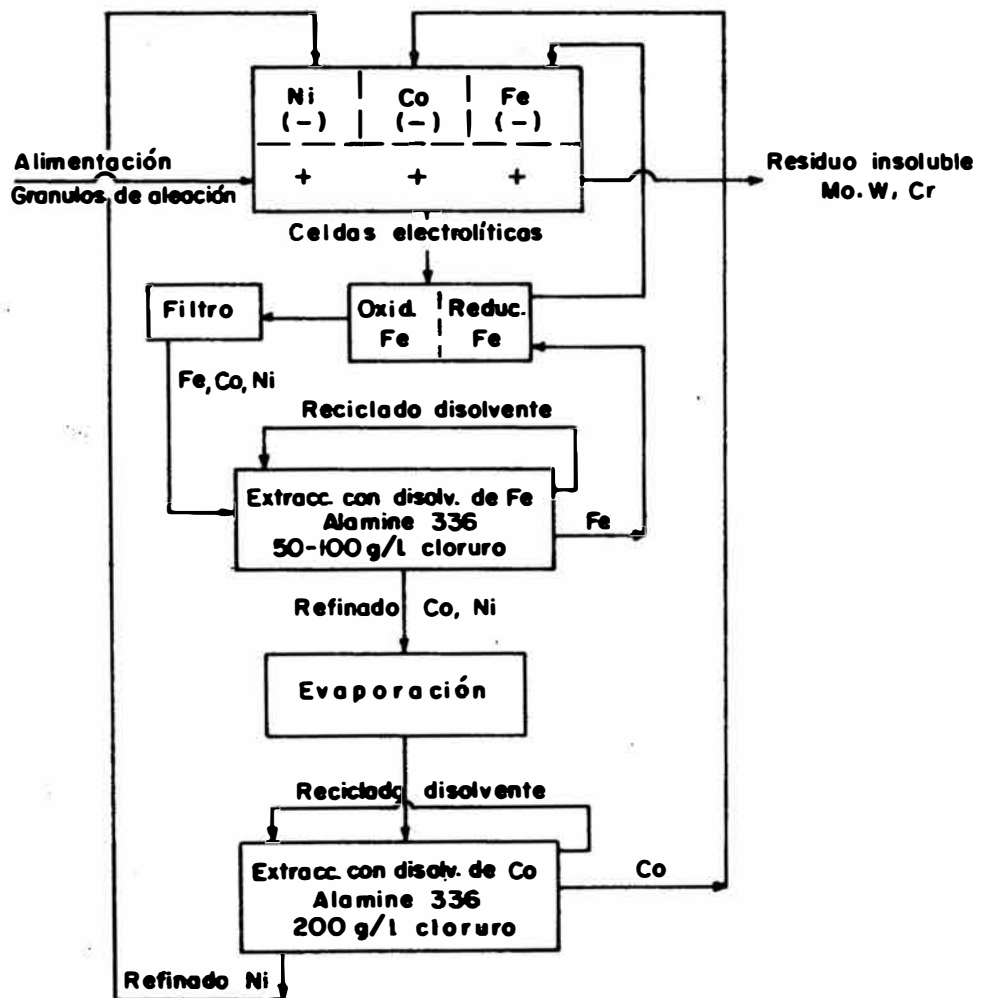 Ni Co Fe
(-) (-) (-)
Alimentación
Granulos de aleación
+ + +
Residuo insoluble
Mo. W, Cr
Celdas electrolíticas
Filtro
Oxid. Reduc.
Fe Fe
Fe, Co, Ni
Reciclado disolvente
Extracc. con disolv. de Fe
Alamine 336
50-100 g/l cloruro
Fe
Refinado Co, Ni
Evaporación
Reciclado disolvente
Extracc. con disolv. de Co
Alamine 336
200 g/l cloruro
Co
Refinado Ni